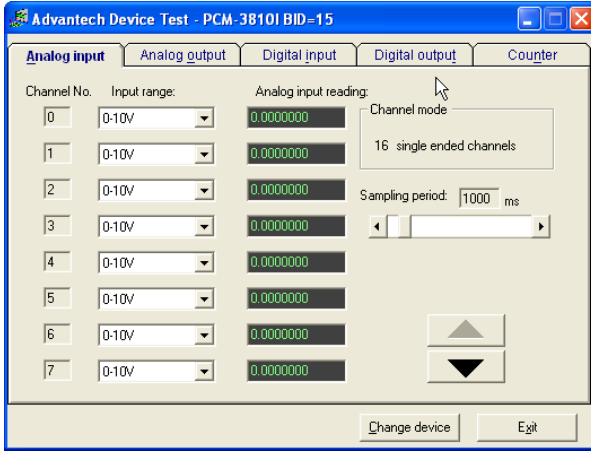 Advantech Device Test - PCM-3810I BID=15
Analog input Analog output Digital input Digital output Counter
Channel No. Input range: Analog input reading:
Channel mode
0 0-10V 0.0000000
16 single ended channels
1 0-10V 0.0000000
2 0-10V 0.0000000
Sampling period: 1000 ms
3 0-10V 0.0000000
4 0-10V 0.0000000
5 0-10V 0.0000000
6 0-10V 0.0000000
7 0-10V 0.0000000
Change device Exit